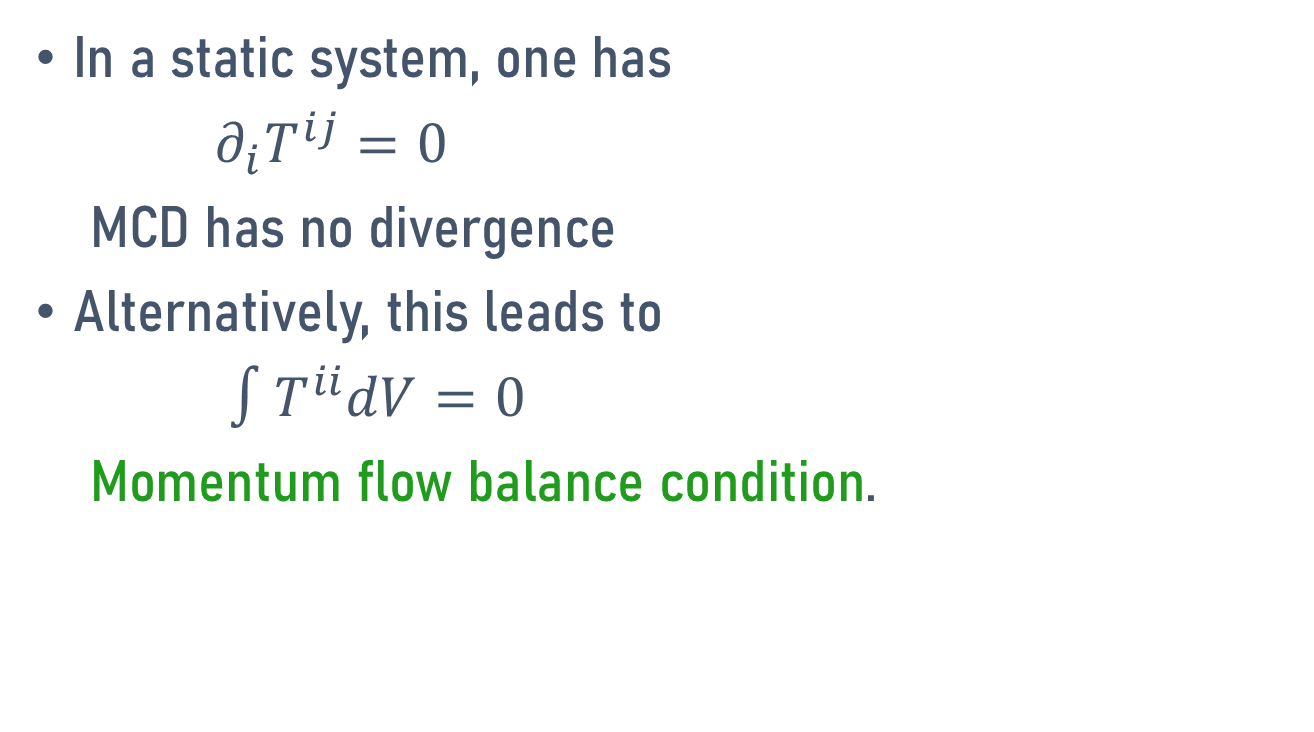 • In a static system, one has
∂ᵢTⁱʲ = 0
MCD has no divergence
• Alternatively, this leads to
∫ Tⁱⁱ dV = 0
Momentum flow balance condition.